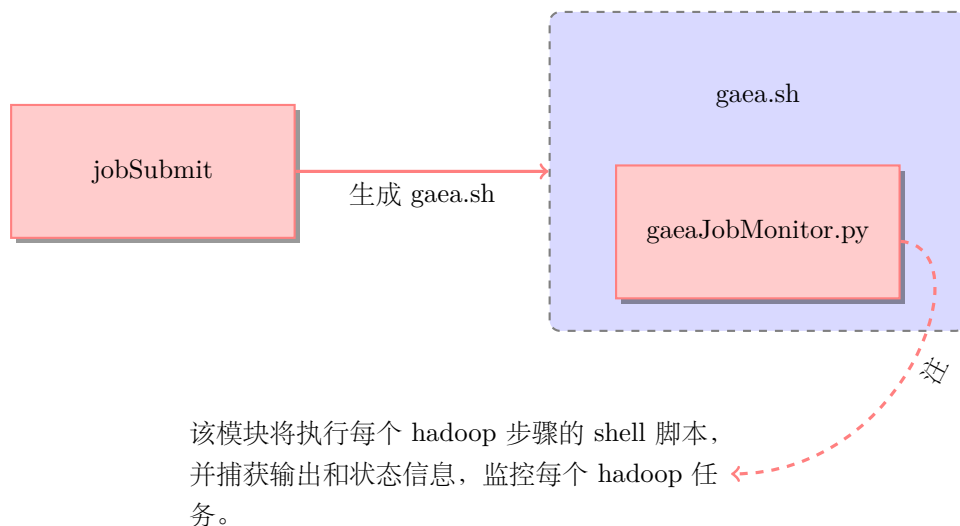 gaea.sh
jobSubmit
生成 gaea.sh
gaeaJobMonitor.py
注
该模块将执行每个 hadoop 步骤的 shell 脚本，
并捕获输出和状态信息，监控每个 hadoop 任
务。